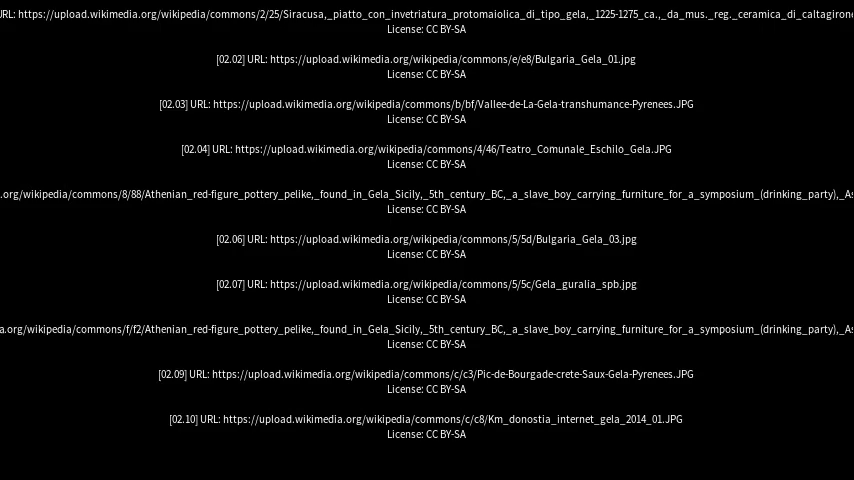 URL: https://upload.wikimedia.org/wikipedia/commons/2/25/Siracusa,_piatto_con_invetriatura_protomaiolica_di_tipo_gela,_1225-1275_ca.,_da_mus._reg._ceramica_di_caltagirone
License: CC BY-SA
[02.02] URL: https://upload.wikimedia.org/wikipedia/commons/e/e8/Bulgaria_Gela_01.jpg
License: CC BY-SA
[02.03] URL: https://upload.wikimedia.org/wikipedia/commons/b/bf/Vallee-de-La-Gela-transhumance-Pyrenees.JPG
License: CC BY-SA
[02.04] URL: https://upload.wikimedia.org/wikipedia/commons/4/46/Teatro_Comunale_Eschilo_Gela.JPG
License: CC BY-SA
.org/wikipedia/commons/8/88/Athenian_red-figure_pottery_pelike,_found_in_Gela_Sicily,_5th_century_BC,_a_slave_boy_carrying_furniture_for_a_symposium_(drinking_party),_As
License: CC BY-SA
[02.06] URL: https://upload.wikimedia.org/wikipedia/commons/5/5d/Bulgaria_Gela_03.jpg
License: CC BY-SA
[02.07] URL: https://upload.wikimedia.org/wikipedia/commons/5/5c/Gela_guralia_spb.jpg
License: CC BY-SA
a.org/wikipedia/commons/f/f2/Athenian_red-figure_pottery_pelike,_found_in_Gela_Sicily,_5th_century_BC,_a_slave_boy_carrying_furniture_for_a_symposium_(drinking_party),_As
License: CC BY-SA
[02.09] URL: https://upload.wikimedia.org/wikipedia/commons/c/c3/Pic-de-Bourgade-crete-Saux-Gela-Pyrenees.JPG
License: CC BY-SA
[02.10] URL: https://upload.wikimedia.org/wikipedia/commons/c/c8/Km_donostia_internet_gela_2014_01.JPG
License: CC BY-SA